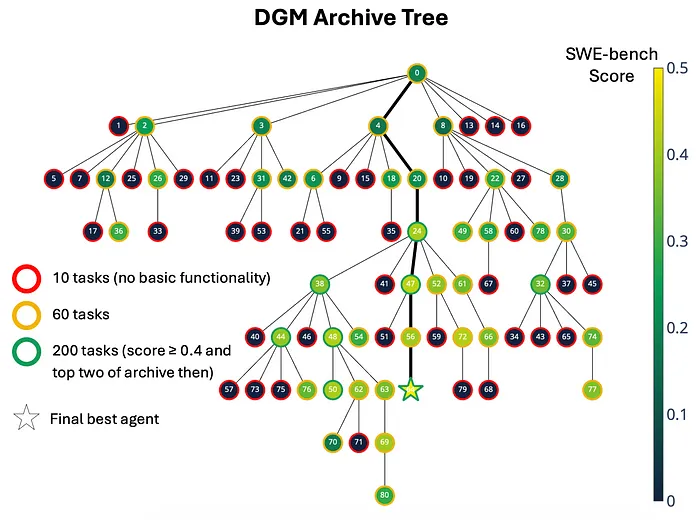 DGM Archive Tree
SWE-bench
Score
0
0.5
1 2 3 4 8 13 14 16
0.4
5 7 12 25 26 29 11 23 31 42 6 9 15 18 20 10 19 22 27 28
17 36 33 39 53 21 55 35 24 49 58 60 78 30
0.3
10 tasks (no basic functionality)
38 41 47 52 61 67 32 37 45
60 tasks
0.2
40 44 46 48 54 51 56 59 72 66 34 43 65 74
200 tasks (score ≥ 0.4 and
top two of archive then)
57 73 75 76 50 62 63 79 68 77
0.1
Final best agent
70 71 69
80
0